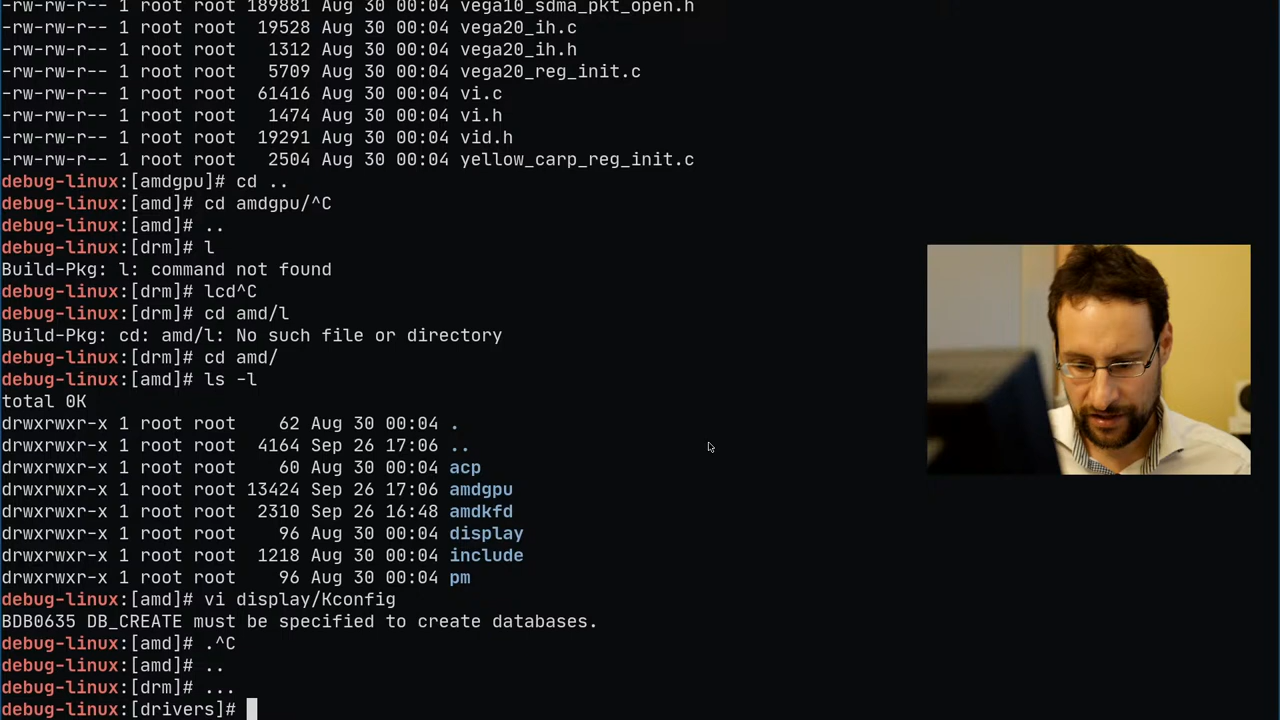 -rw-rw-r-- 1 root root 189881 Aug 30 00:04 vega10_sdma_pkt_open.h
-rw-rw-r-- 1 root root  19528 Aug 30 00:04 vega20_ih.c
-rw-rw-r-- 1 root root   1312 Aug 30 00:04 vega20_ih.h
-rw-rw-r-- 1 root root   5709 Aug 30 00:04 vega20_reg_init.c
-rw-rw-r-- 1 root root  61416 Aug 30 00:04 vi.c
-rw-rw-r-- 1 root root   1474 Aug 30 00:04 vi.h
-rw-rw-r-- 1 root root  19291 Aug 30 00:04 vid.h
-rw-rw-r-- 1 root root   2504 Aug 30 00:04 yellow_carp_reg_init.c
debug-linux:[amdgpu]# cd ..
debug-linux:[amd]# cd amdgpu/^C
debug-linux:[amd]# ..
debug-linux:[drm]# l
Build-Pkg: l: command not found
debug-linux:[drm]# lcd^C
debug-linux:[drm]# cd amd/l
Build-Pkg: cd: amd/l: No such file or directory
debug-linux:[drm]# cd amd/
debug-linux:[amd]# ls -l
total 0K
drwxrwxr-x 1 root root    62 Aug 30 00:04 .
drwxrwxr-x 1 root root  4164 Sep 26 17:06 ..
drwxrwxr-x 1 root root    60 Aug 30 00:04 acp
drwxrwxr-x 1 root root 13424 Sep 26 17:06 amdgpu
drwxrwxr-x 1 root root  2310 Sep 26 16:48 amdkfd
drwxrwxr-x 1 root root    96 Aug 30 00:04 display
drwxrwxr-x 1 root root  1218 Aug 30 00:04 include
drwxrwxr-x 1 root root    96 Aug 30 00:04 pm
debug-linux:[amd]# vi display/Kconfig
BDB0635 DB_CREATE must be specified to create databases.
debug-linux:[amd]# .^C
debug-linux:[amd]# ..
debug-linux:[drm]# ...
debug-linux:[drivers]#